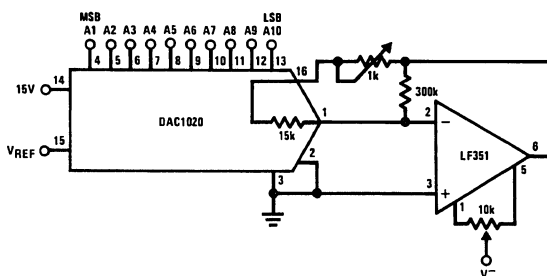 MSB LSB
A1 A2 A3 A4 A5 A6 A7 A8 A9 A10
4 5 6 7 8 9 10 11 12 13
16
1k
15V 14
300k
DAC1020
15k
1
2
−
6
LF351
VREF 15
2
5
3
3
+
1
10k
V−